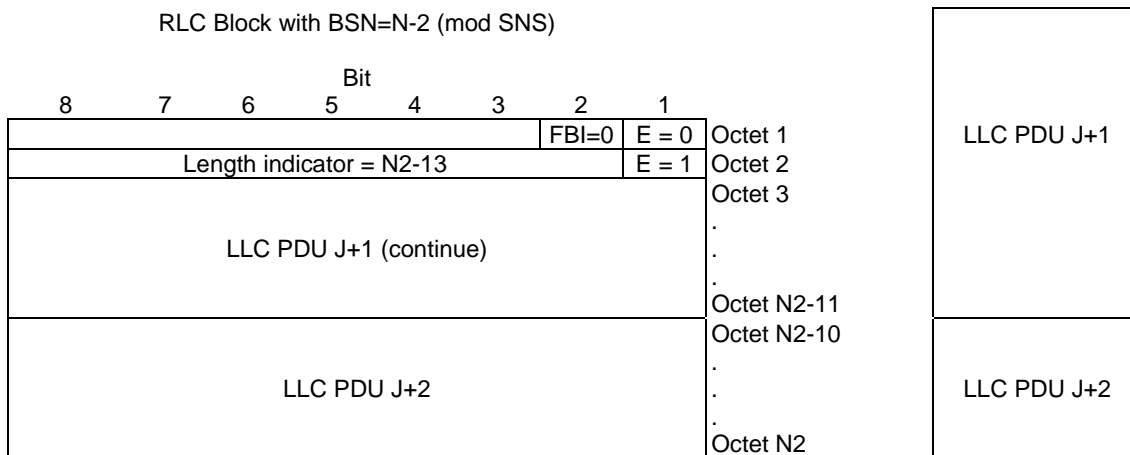 RLC Block with BSN=N-2 (mod SNS)
Bit
8 7 6 5 4 3 2 1
FBI=0 E = 0 Octet 1 LLC PDU J+1
Length indicator = N2-13 E = 1 Octet 2
Octet 3
.
LLC PDU J+1 (continue) .
.
Octet N2-11
Octet N2-10
.
LLC PDU J+2 . LLC PDU J+2
.
Octet N2